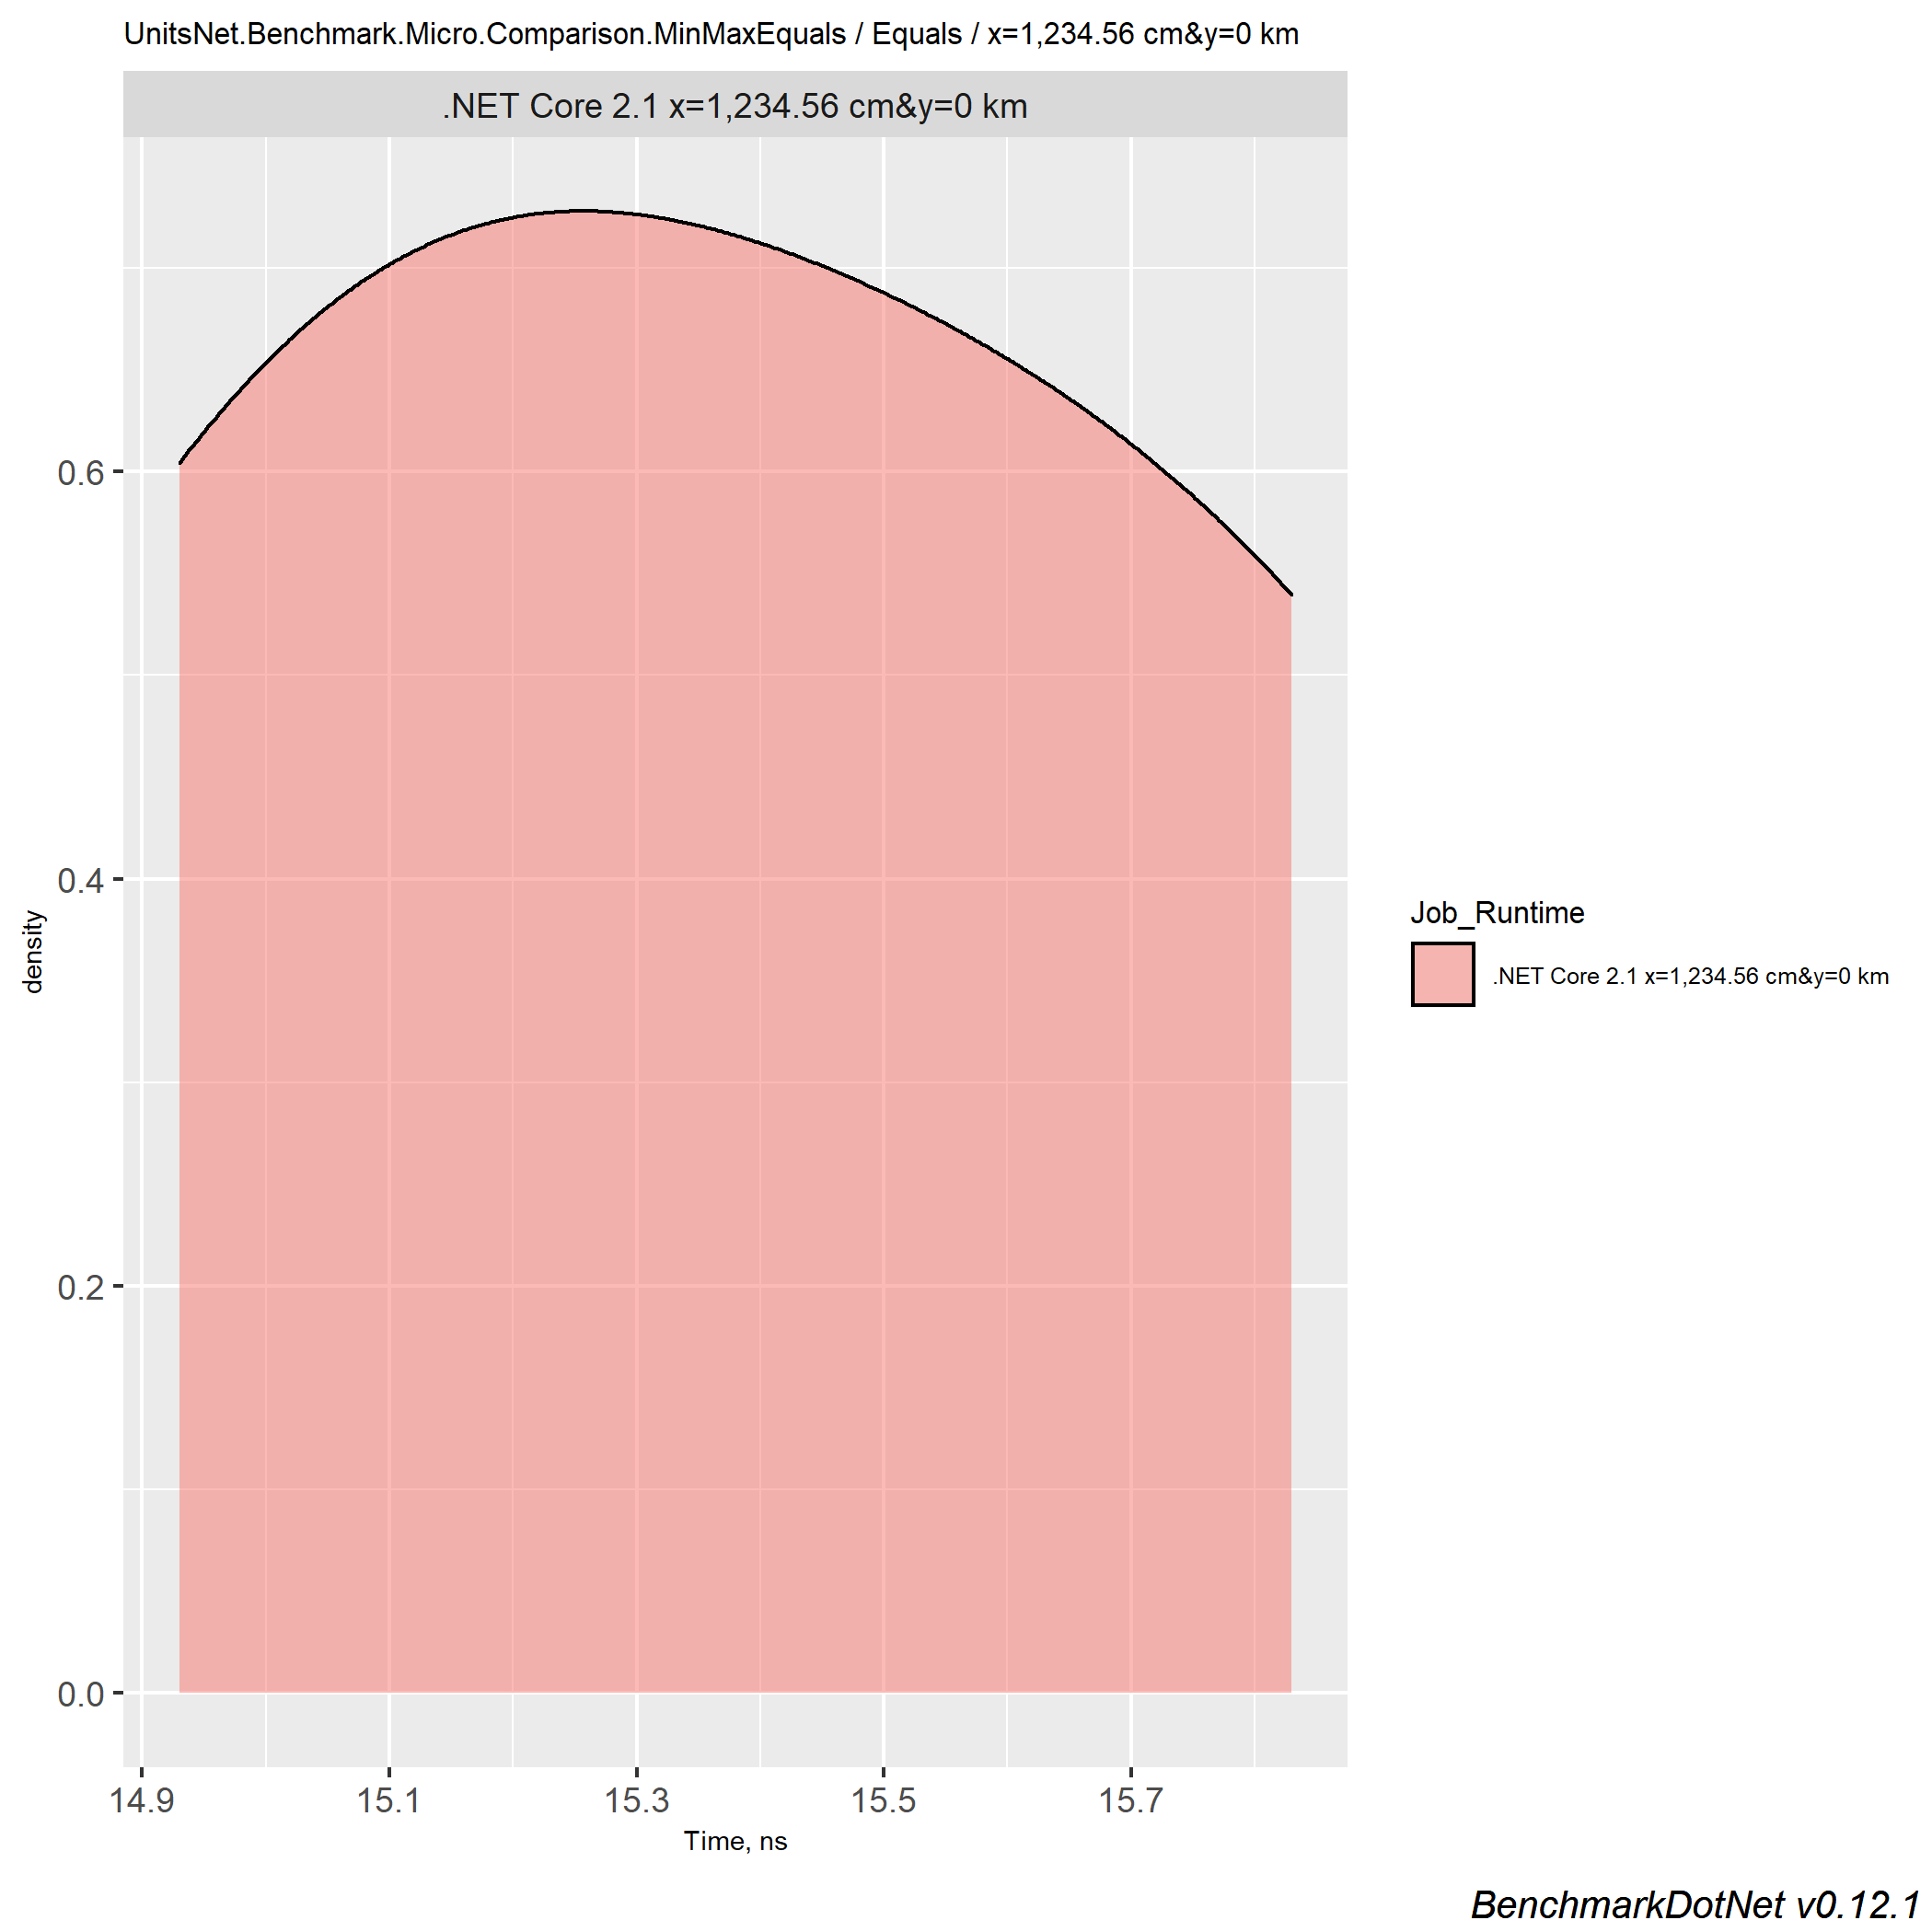 UnitsNet.Benchmark.Micro.Comparison.MinMaxEquals / Equals / x=1,234.56 cm&y=0 km
.NET Core 2.1 x=1,234.56 cm&y=0 km
0.6
0.4
0.2
0.0
density
14.9 15.1 15.3 15.5 15.7
Time, ns
Job_Runtime
.NET Core 2.1 x=1,234.56 cm&y=0 km
BenchmarkDotNet v0.12.1